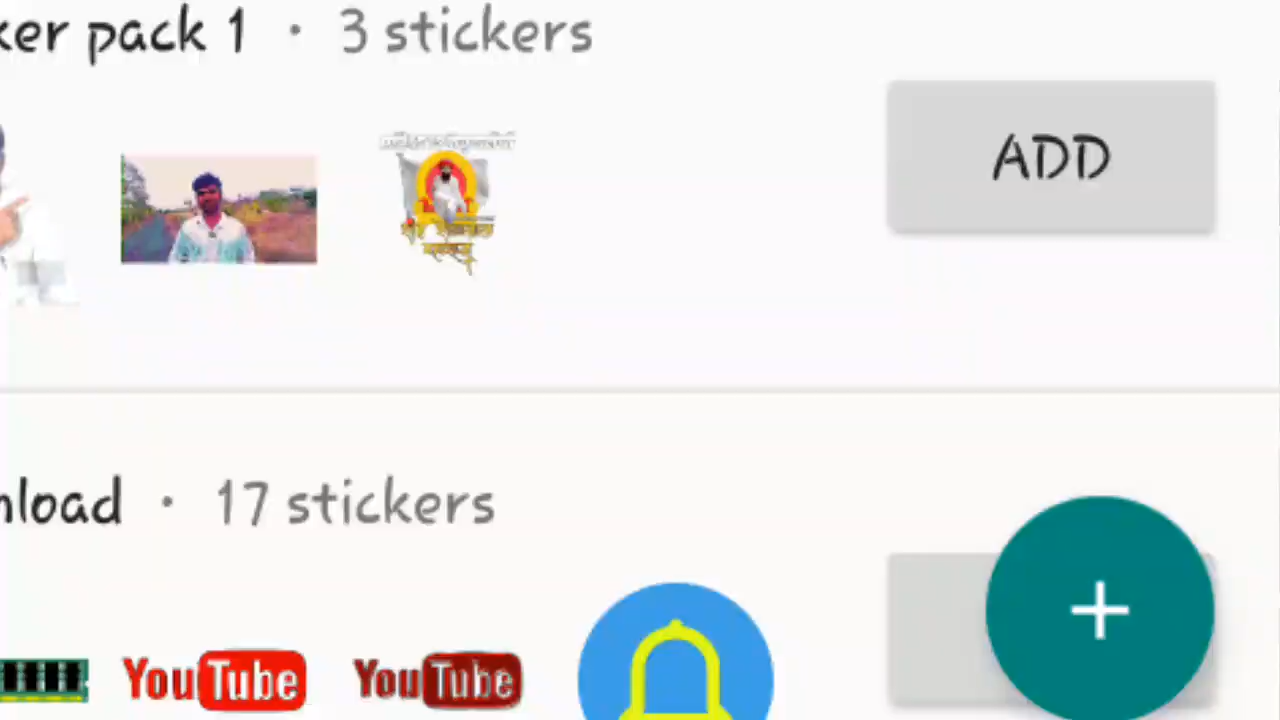 ker pack 1 • 3 stickers
ADD
nload • 17 stickers
+
YouTube YouTube